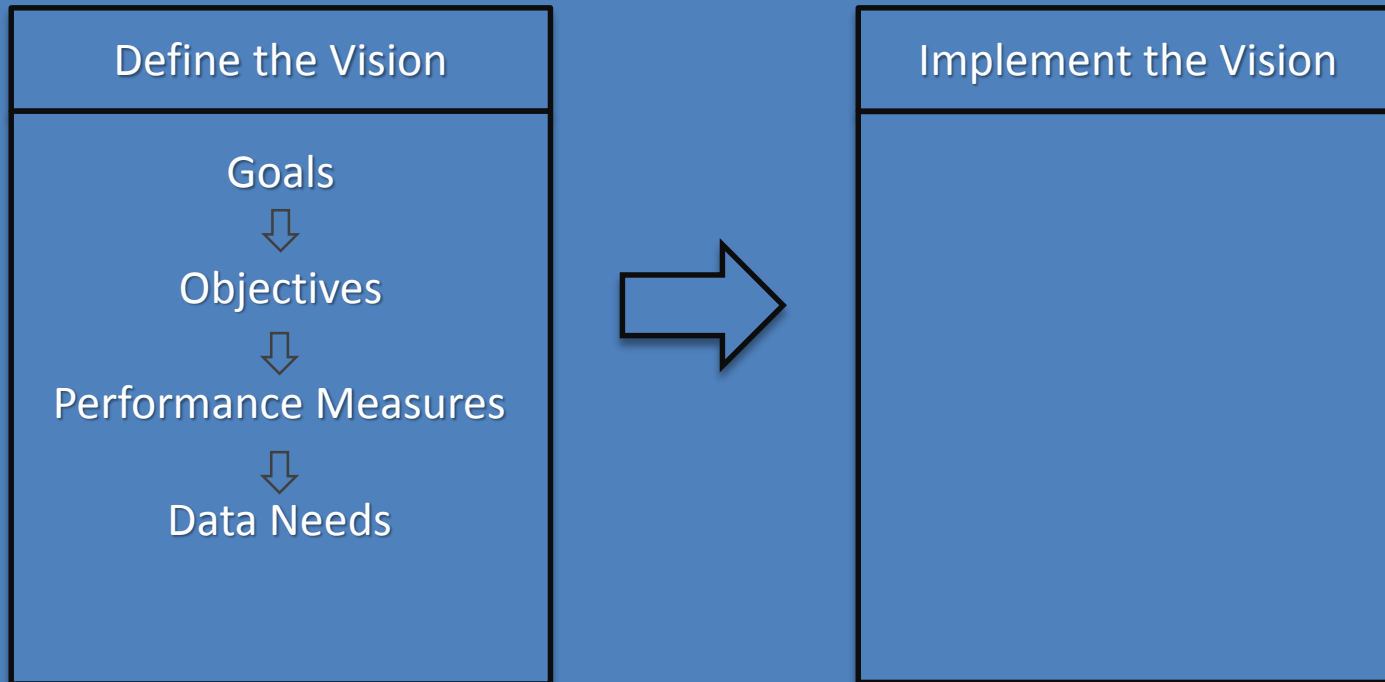 Define the Vision
Goals
Objectives
Performance Measures
Data Needs
Implement the Vision